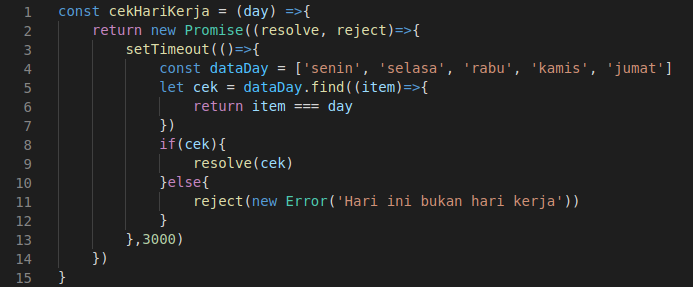 1 const cekHariKerja = (day) =>{
2 return new Promise((resolve, reject)=>{
3 setTimeout(()=>{
4 const dataDay = ['senin', 'selasa', 'rabu', 'kamis', 'jumat']
5 let cek = dataDay.find((item)=>{
6 return item === day
7 })
8 if(cek){
9 resolve(cek)
10 }else{
11 reject(new Error('Hari ini bukan hari kerja'))
12 }
13 },3000)
14 })
15 }